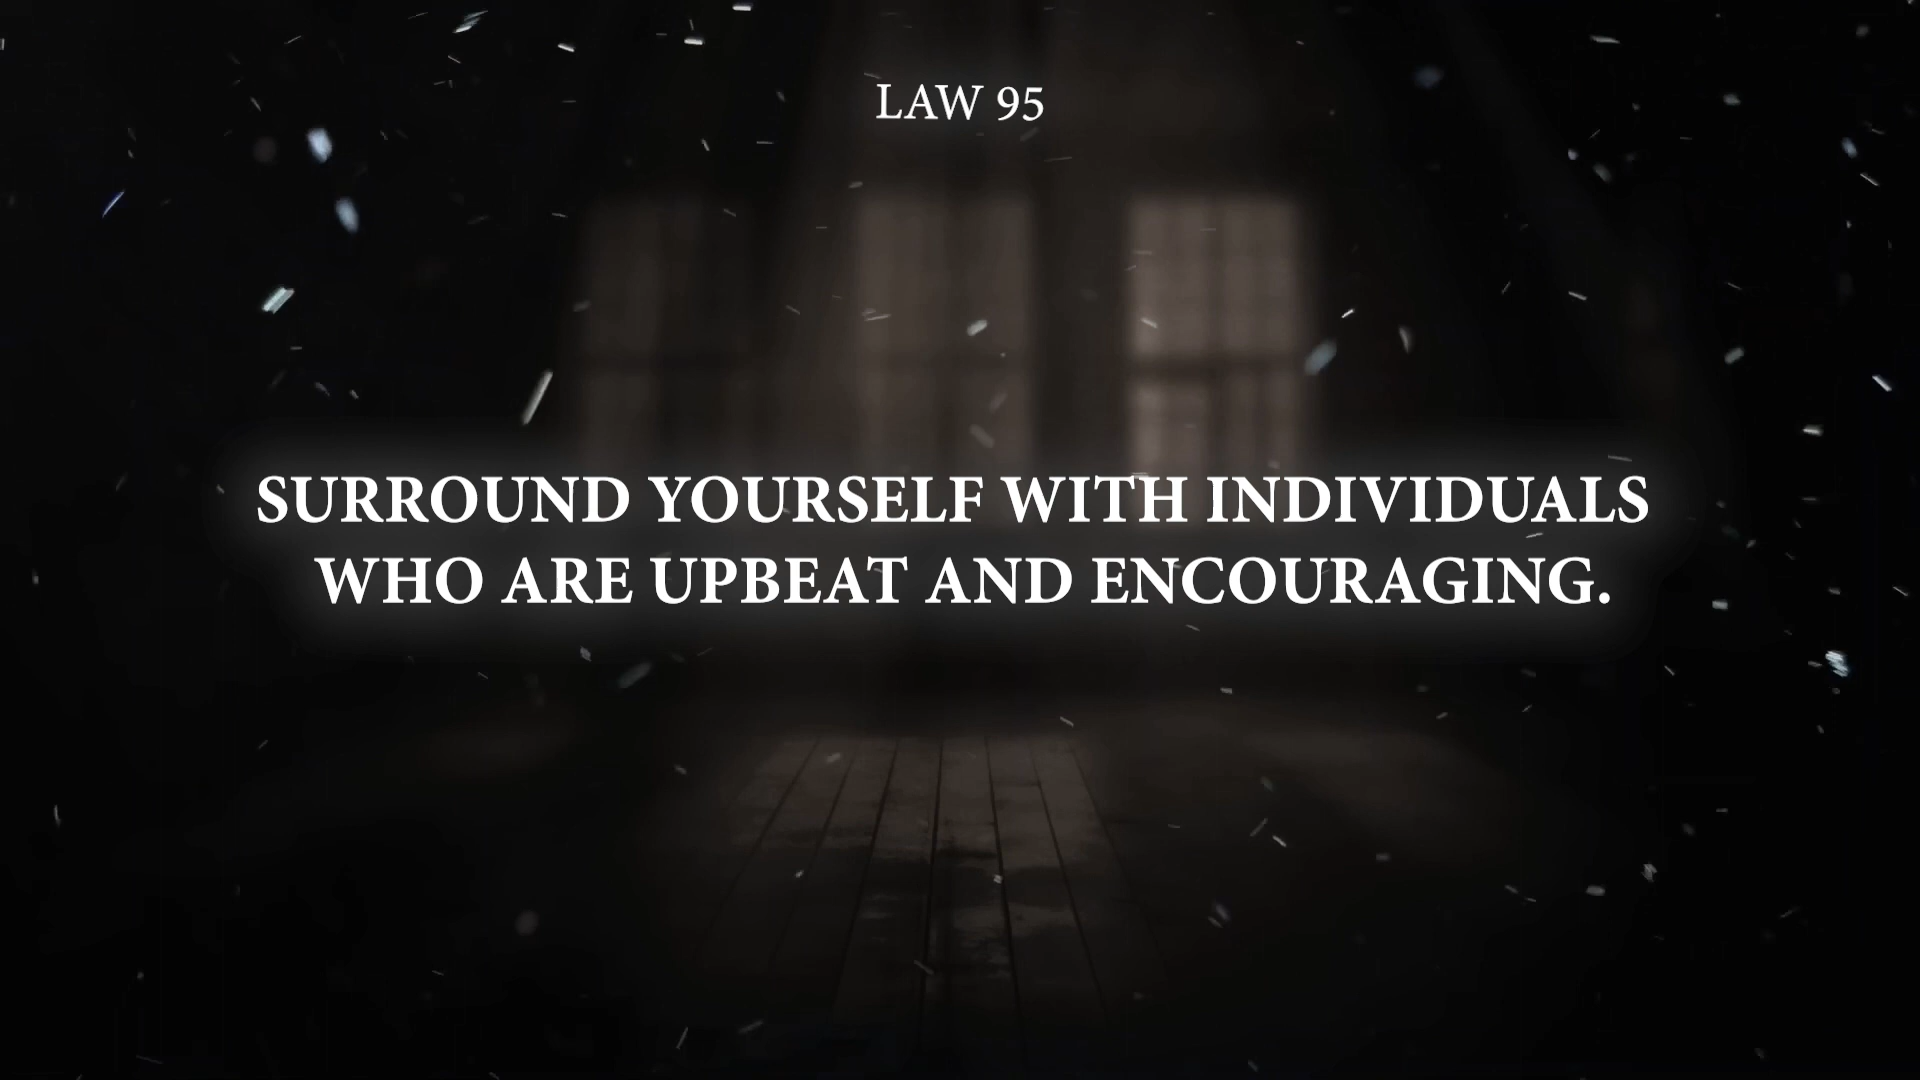 LAW 95
SURROUND YOURSELF WITH INDIVIDUALS
WHO ARE UPBEAT AND ENCOURAGING.